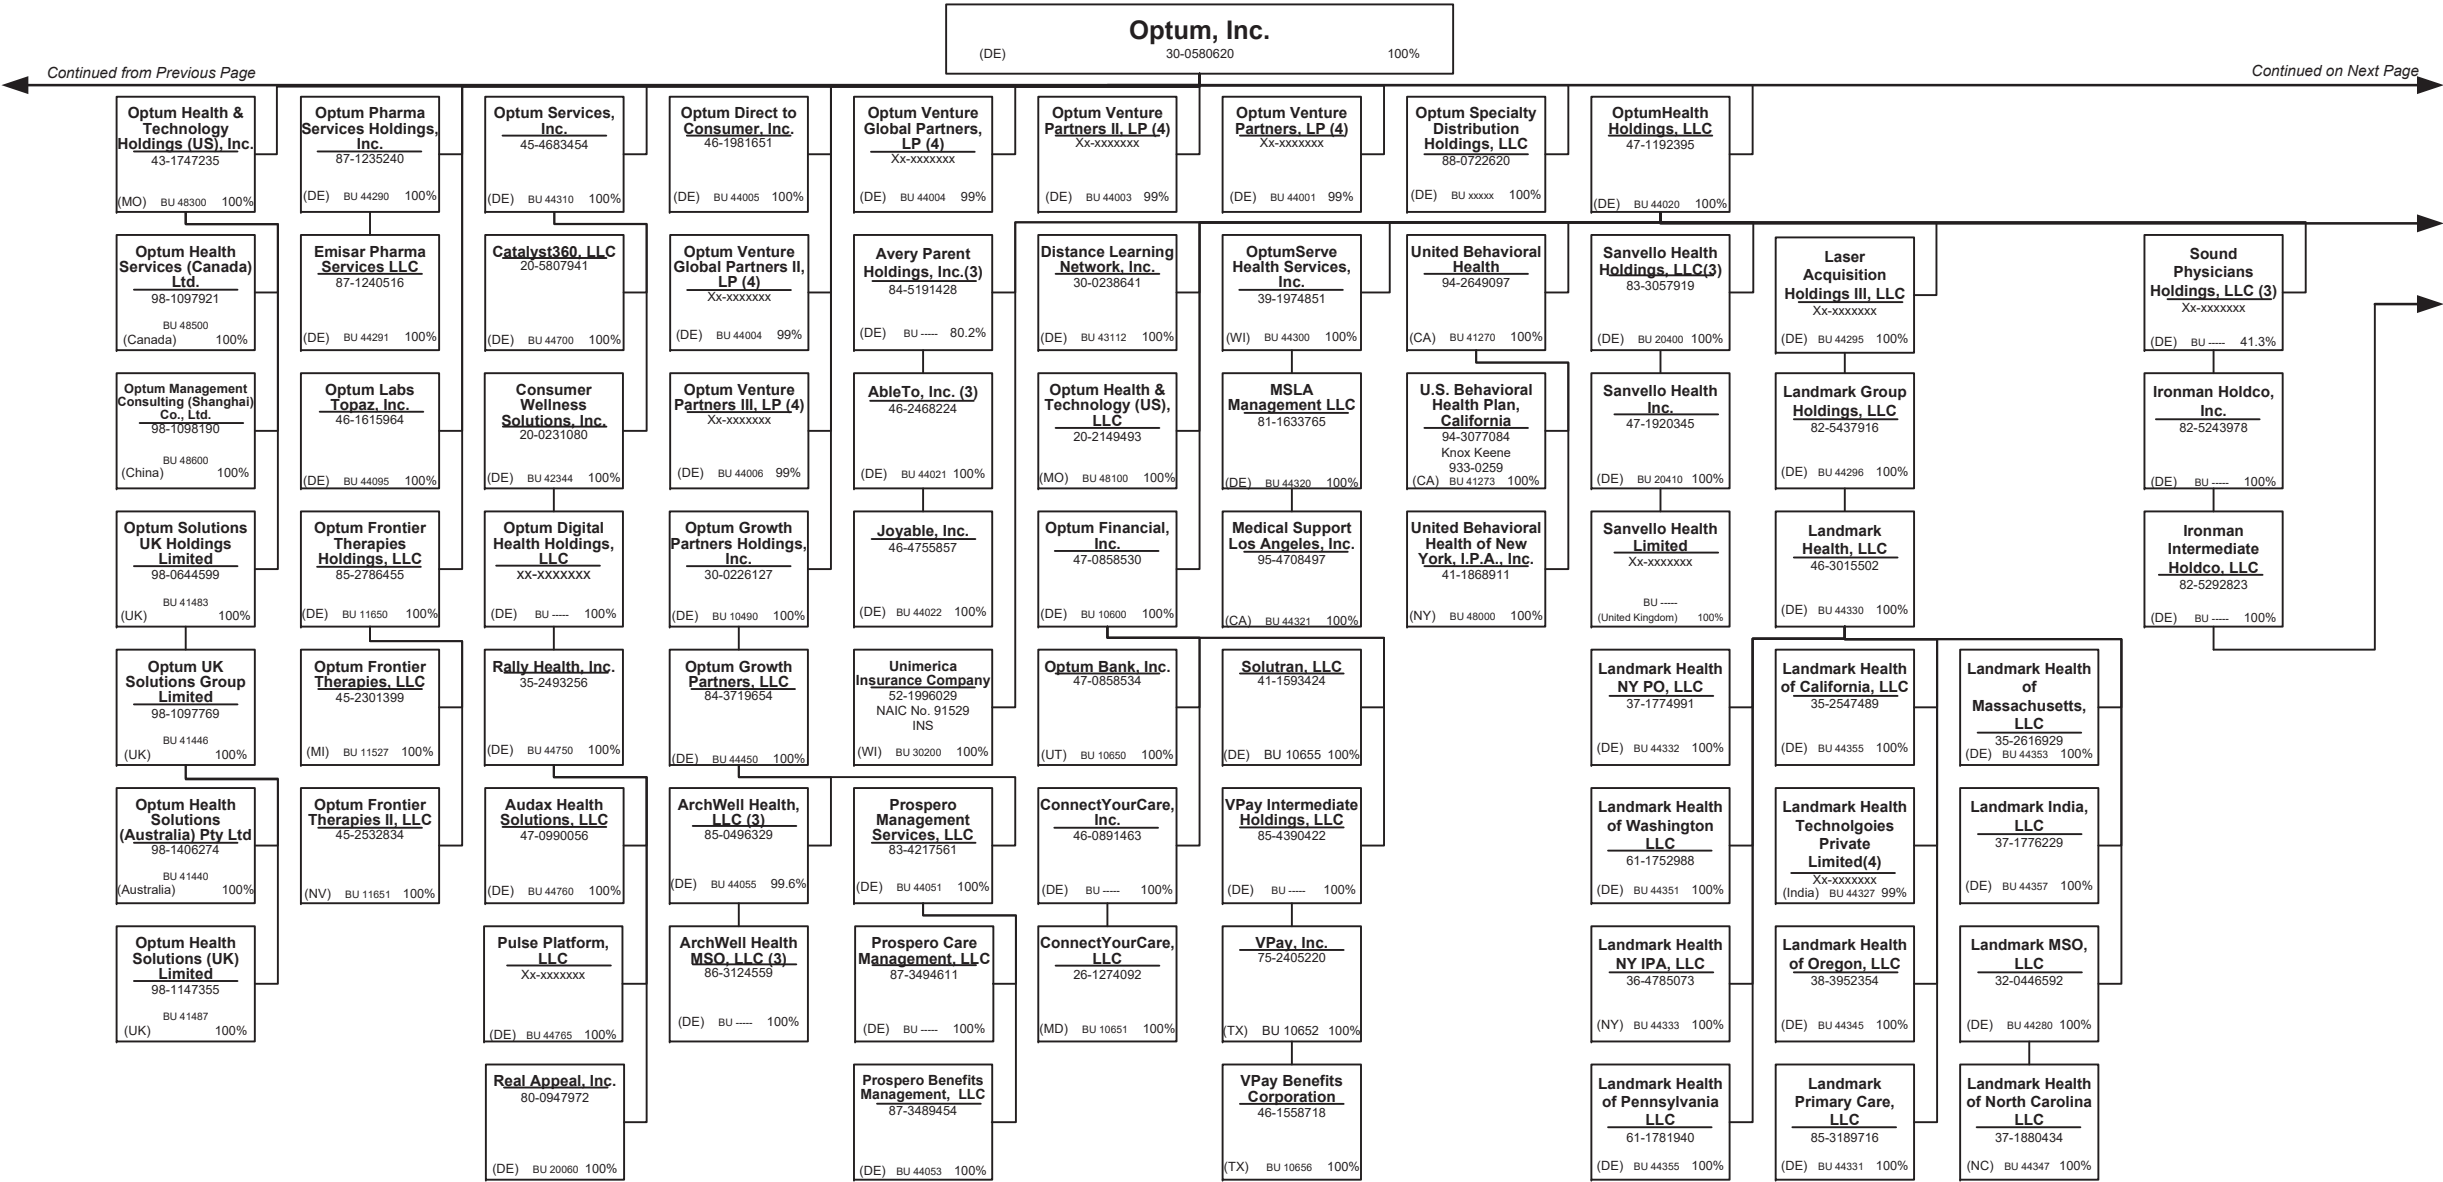 Optum, Inc.
(DE) 30-0580620 100%
Continued from Previous Page
Continued on Next Page
Optum Health &
Technology
Holdings (US), Inc.
43-1747235
(MO) BU 48300 100%
Optum Pharma
Services Holdings,
Inc.
87-1235240
(DE) BU 44290 100%
Optum Services,
Inc.
45-4683454
(DE) BU 44310 100%
Optum Direct to
Consumer, Inc.
46-1981651
(DE) BU 44005 100%
Optum Venture
Global Partners,
LP (4)
Xx-xxxxxxx
(DE) BU 44004 99%
Optum Venture
Partners II, LP (4)
Xx-xxxxxxx
(DE) BU 44003 99%
Optum Venture
Partners, LP (4)
Xx-xxxxxxx
(DE) BU 44001 99%
Optum Specialty
Distribution
Holdings, LLC
88-0722620
(DE) BU xxxxx 100%
OptumHealth
Holdings, LLC
47-1192395
(DE) BU 44020 100%
Optum Health
Services (Canada)
Ltd.
98-1097921
BU 48500
(Canada) 100%
Emisar Pharma
Services LLC
87-1240516
(DE) BU 44291 100%
Catalyst360, LLC
20-5807941
(DE) BU 44700 100%
Optum Venture
Global Partners II,
LP (4)
Xx-xxxxxxx
(DE) BU 44004 99%
Avery Parent
Holdings, Inc.(3)
84-5191428
(DE) BU ----- 80.2%
Distance Learning
Network, Inc.
30-0238641
(DE) BU 43112 100%
OptumServe
Health Services,
Inc.
39-1974851
(WI) BU 44300 100%
United Behavioral
Health
94-2649097
(CA) BU 41270 100%
Sanvello Health
Holdings, LLC(3)
83-3057919
(DE) BU 20400 100%
Laser
Acquisition
Holdings III, LLC
Xx-xxxxxxx
(DE) BU 44295 100%
Sound
Physicians
Holdings, LLC (3)
Xx-xxxxxxx
(DE) BU ----- 41.3%
Optum Management
Consulting (Shanghai)
Co., Ltd.
98-1098190
BU 48600
(China) 100%
Optum Labs
Topaz, Inc.
46-1615964
(DE) BU 44095 100%
Consumer
Wellness
Solutions, Inc.
20-0231080
(DE) BU 42344 100%
Optum Venture
Partners III, LP (4)
Xx-xxxxxxx
(DE) BU 44006 99%
AbleTo, Inc. (3)
46-2468224
(DE) BU 44021 100%
Optum Health &
Technology (US),
LLC
20-2149493
(MO) BU 48100 100%
MSLA
Management LLC
81-1633765
(DE) BU 44320 100%
U.S. Behavioral
Health Plan,
California
94-3077084
Knox Keene
933-0259
(CA) BU 41273 100%
Sanvello Health
Inc.
47-1920345
(DE) BU 20410 100%
Landmark Group
Holdings, LLC
82-5437916
(DE) BU 44296 100%
Ironman Holdco,
Inc.
82-5243978
(DE) BU ----- 100%
Optum Solutions
UK Holdings
Limited
98-0644599
BU 41483
(UK) 100%
Optum Frontier
Therapies
Holdings, LLC
85-2786455
(DE) BU 11650 100%
Optum Digital
Health Holdings,
LLC
xx-xxxxxxx
(DE) BU ----- 100%
Optum Growth
Partners Holdings,
Inc.
30-0226127
(DE) BU 10490 100%
Joyable, Inc.
46-4755857
(DE) BU 44022 100%
Optum Financial,
Inc.
47-0858530
(DE) BU 10600 100%
Medical Support
Los Angeles, Inc.
95-4708497
(CA) BU 44321 100%
United Behavioral
Health of New
York, I.P.A., Inc.
41-1868911
(NY) BU 48000 100%
Sanvello Health
Limited
Xx-xxxxxxx
BU -----
(United Kingdom) 100%
Landmark
Health, LLC
46-3015502
(DE) BU 44330 100%
Ironman
Intermediate
Holdco, LLC
82-5292823
(DE) BU ----- 100%
Optum UK
Solutions Group
Limited
98-1097769
BU 41446
(UK) 100%
Optum Frontier
Therapies, LLC
45-2301399
(MI) BU 11527 100%
Rally Health, Inc.
35-2493256
(DE) BU 44750 100%
Optum Growth
Partners, LLC
84-3719654
(DE) BU 44450 100%
Unimerica
Insurance Company
52-1996029
NAIC No. 91529
INS
(WI) BU 30200 100%
Optum Bank, Inc.
47-0858534
(UT) BU 10650 100%
Solutran, LLC
41-1593424
(DE) BU 10655 100%
Landmark Health
NY PO, LLC
37-1774991
(DE) BU 44332 100%
Landmark Health
of California, LLC
35-2547489
(DE) BU 44355 100%
Landmark Health
of
Massachusetts,
LLC
35-2616929
(DE) BU 44353 100%
Optum Health
Solutions
(Australia) Pty Ltd
98-1406274
BU 41440
(Australia) 100%
Optum Frontier
Therapies II, LLC
45-2532834
(NV) BU 11651 100%
Audax Health
Solutions, LLC
47-0990056
(DE) BU 44760 100%
ArchWell Health,
LLC (3)
85-0496329
(DE) BU 44055 99.6%
Prospero
Management
Services, LLC
83-4217561
(DE) BU 44051 100%
ConnectYourCare,
Inc.
46-0891463
(DE) BU ----- 100%
VPay Intermediate
Holdings, LLC
85-4390422
(DE) BU ----- 100%
Landmark Health
of Washington
LLC
61-1752988
(DE) BU 44351 100%
Landmark Health
Technolgoies
Private
Limited(4)
Xx-xxxxxxx
(India) BU 44327 99%
Landmark India,
LLC
37-1776229
(DE) BU 44357 100%
Optum Health
Solutions (UK)
Limited
98-1147355
BU 41487
(UK) 100%
Pulse Platform,
LLC
Xx-xxxxxxx
(DE) BU 44765 100%
ArchWell Health
MSO, LLC (3)
86-3124559
(DE) BU ----- 100%
Prospero Care
Management, LLC
87-3494611
(DE) BU ----- 100%
ConnectYourCare,
LLC
26-1274092
(MD) BU 10651 100%
VPay, Inc.
75-2405220
(TX) BU 10652 100%
Landmark Health
NY IPA, LLC
36-4785073
(NY) BU 44333 100%
Landmark Health
of Oregon, LLC
38-3952354
(DE) BU 44345 100%
Landmark MSO,
LLC
32-0446592
(DE) BU 44280 100%
Real Appeal, Inc.
80-0947972
(DE) BU 20060 100%
Prospero Benefits
Management, LLC
87-3489454
(DE) BU 44053 100%
VPay Benefits
Corporation
46-1558718
(TX) BU 10656 100%
Landmark Health
of Pennsylvania
LLC
61-1781940
(DE) BU 44355 100%
Landmark
Primary Care,
LLC
85-3189716
(DE) BU 44331 100%
Landmark Health
of North Carolina
LLC
37-1880434
(NC) BU 44347 100%